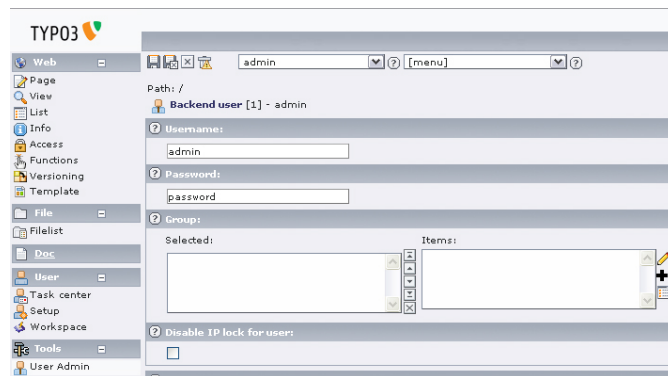 TYPO3
Web
Page
View
List
Info
Access
Functions
Versioning
Template
File
Filelist
Doc
User
Task center
Setup
Workspace
Tools
User Admin
admin
[menu]
Path: /
Backend user [1] - admin
Username:
admin
Password:
password
Group:
Selected: Items:
Disable IP lock for user: